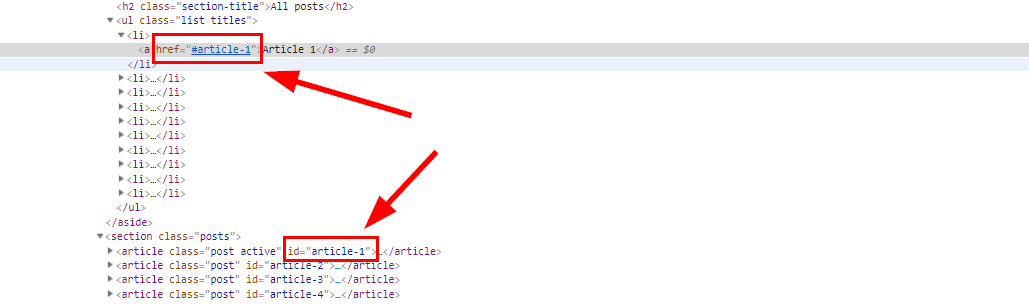 <h2 class="section-title">All posts</h2>
▼<ul class="list titles">
▼<li>
<a href="#article-1">Article 1</a> == $0
</li>
▶<li>…</li>
▶<li>…</li>
▶<li>…</li>
▶<li>…</li>
▶<li>…</li>
▶<li>…</li>
▶<li>…</li>
▶<li>…</li>
▶<li>…</li>
</ul>
</aside>
▼<section class="posts">
▶<article class="post active" id="article-1">…</article>
▶<article class="post" id="article-2">…</article>
▶<article class="post" id="article-3">…</article>
▶<article class="post" id="article-4">…</article>